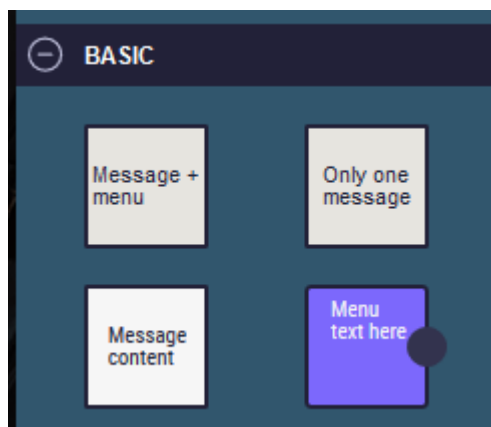 BASIC
Message +
menu
Only one
message
Message
content
Menu
text here